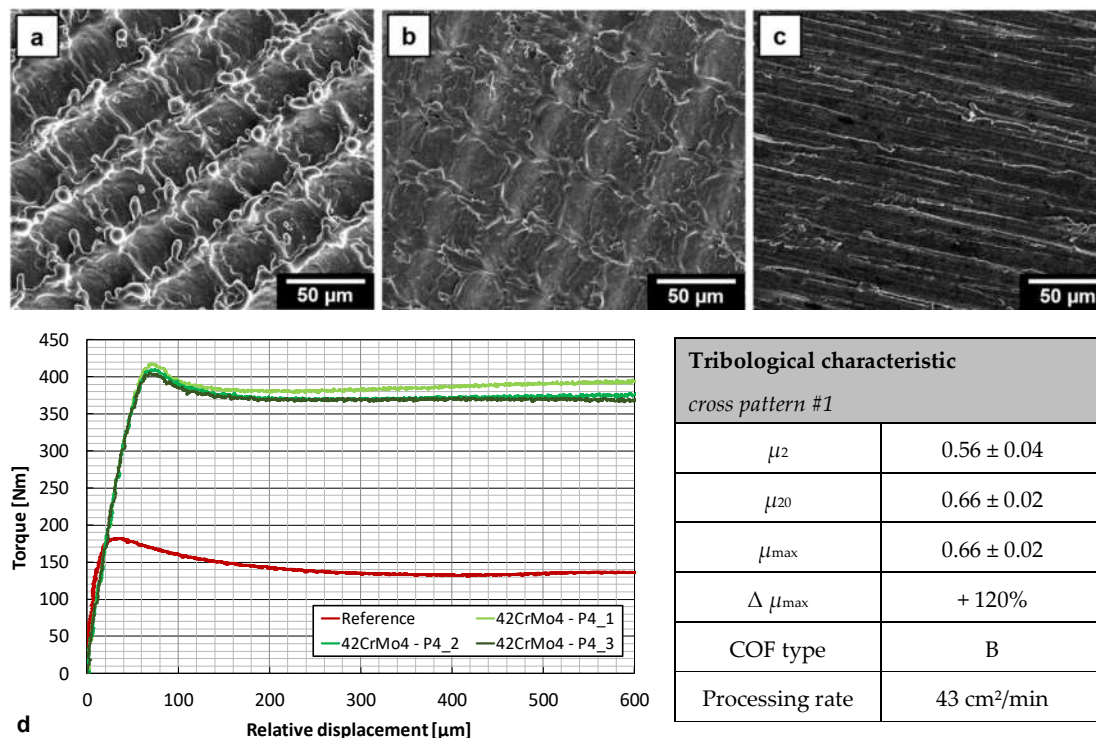 a
b
c
50 µm
50 µm
50 µm
450
400
350
300
250
200
150
100
50
0
Torque [Nm]
Reference
42CrMo4 - P4_1
42CrMo4 - P4_2
42CrMo4 - P4_3
0
100
200
300
400
500
600
d
Relative displacement [µm]
Tribological characteristic
cross pattern #1
μ2 0.56 ± 0.04
μ20 0.66 ± 0.02
μmax 0.66 ± 0.02
Δ μmax + 120%
COF type B
Processing rate 43 cm²/min